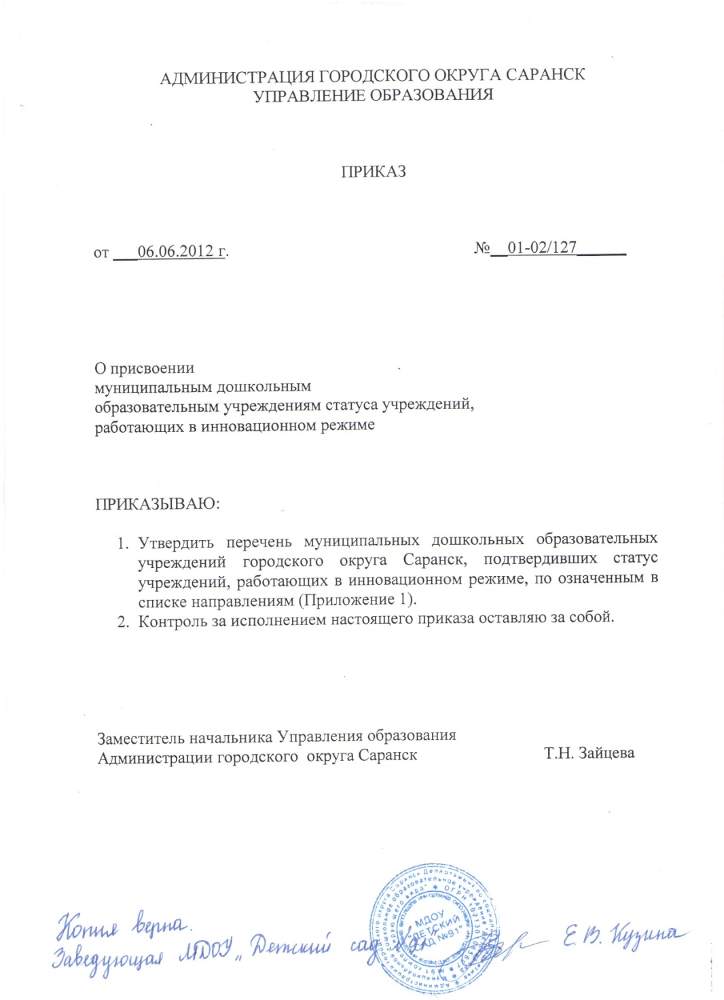 АДМИНИСТРАЦИЯ ГОРОДСКОГО ОКРУГА САРАНСК
УПРАВЛЕНИЕ ОБРАЗОВАНИЯ
ПРИКАЗ
от ___06.06.2012 г.
№__01-02/127______
О присвоении
муниципальным дошкольным
образовательным учреждениям статуса учреждений,
работающих в инновационном режиме
ПРИКАЗЫВАЮ:
1. Утвердить перечень муниципальных дошкольных образовательных
учреждений городского округа Саранск, подтвердивших статус
учреждений, работающих в инновационном режиме, по означенным в
списке направлениям (Приложение 1).
2. Контроль за исполнением настоящего приказа оставляю за собой.
Заместитель начальника Управления образования
Администрации городского округа Саранск
Т.Н. Зайцева
Копия верна.
Заведующая МДОУ „Детский сад №91" Е.В. Кузина
МДОУ
"ДЕТСКИЙ
САД №91"